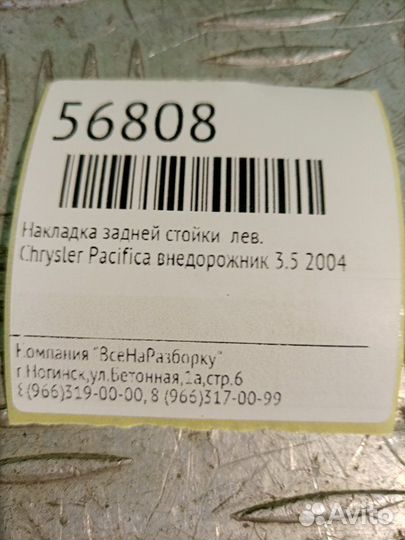 56808
Накладка задней стойки лев.
Chrysler Pacifica внедорожник 3.5 2004
Компания "ВсеНаРазборку"
г.Ногинск,ул.Бетонная,1а,стр.6
8 (966)319-00-00, 8 (966)317-00-99
Avito